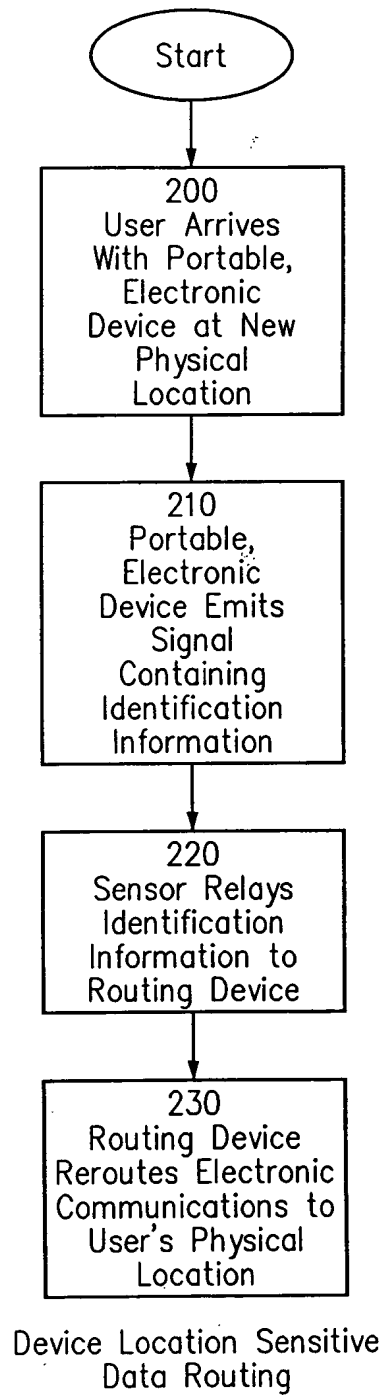 Start
200
User Arrives
With Portable,
Electronic
Device at New
Physical
Location
210
Portable,
Electronic
Device Emits
Signal
Containing
Identification
Information
220
Sensor Relays
Identification
Information to
Routing Device
230
Routing Device
Reroutes Electronic
Communications to
User's Physical
Location
Device Location Sensitive
Data Routing